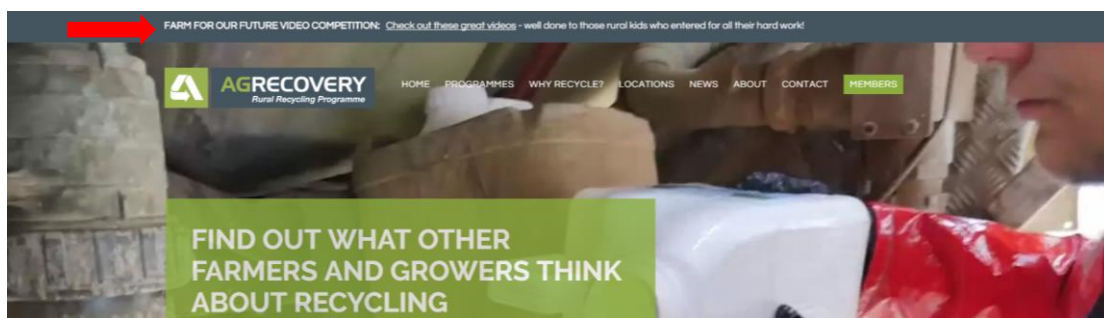 FARM FOR OUR FUTURE VIDEO COMPETITION: Check out these great videos - well done to those rural kids who entered for all their hard work!
AGRECOVERY
Rural Recycling Programme
HOME PROGRAMMES WHY RECYCLE? LOCATIONS NEWS ABOUT CONTACT MEMBERS
FIND OUT WHAT OTHER
FARMERS AND GROWERS THINK
ABOUT RECYCLING